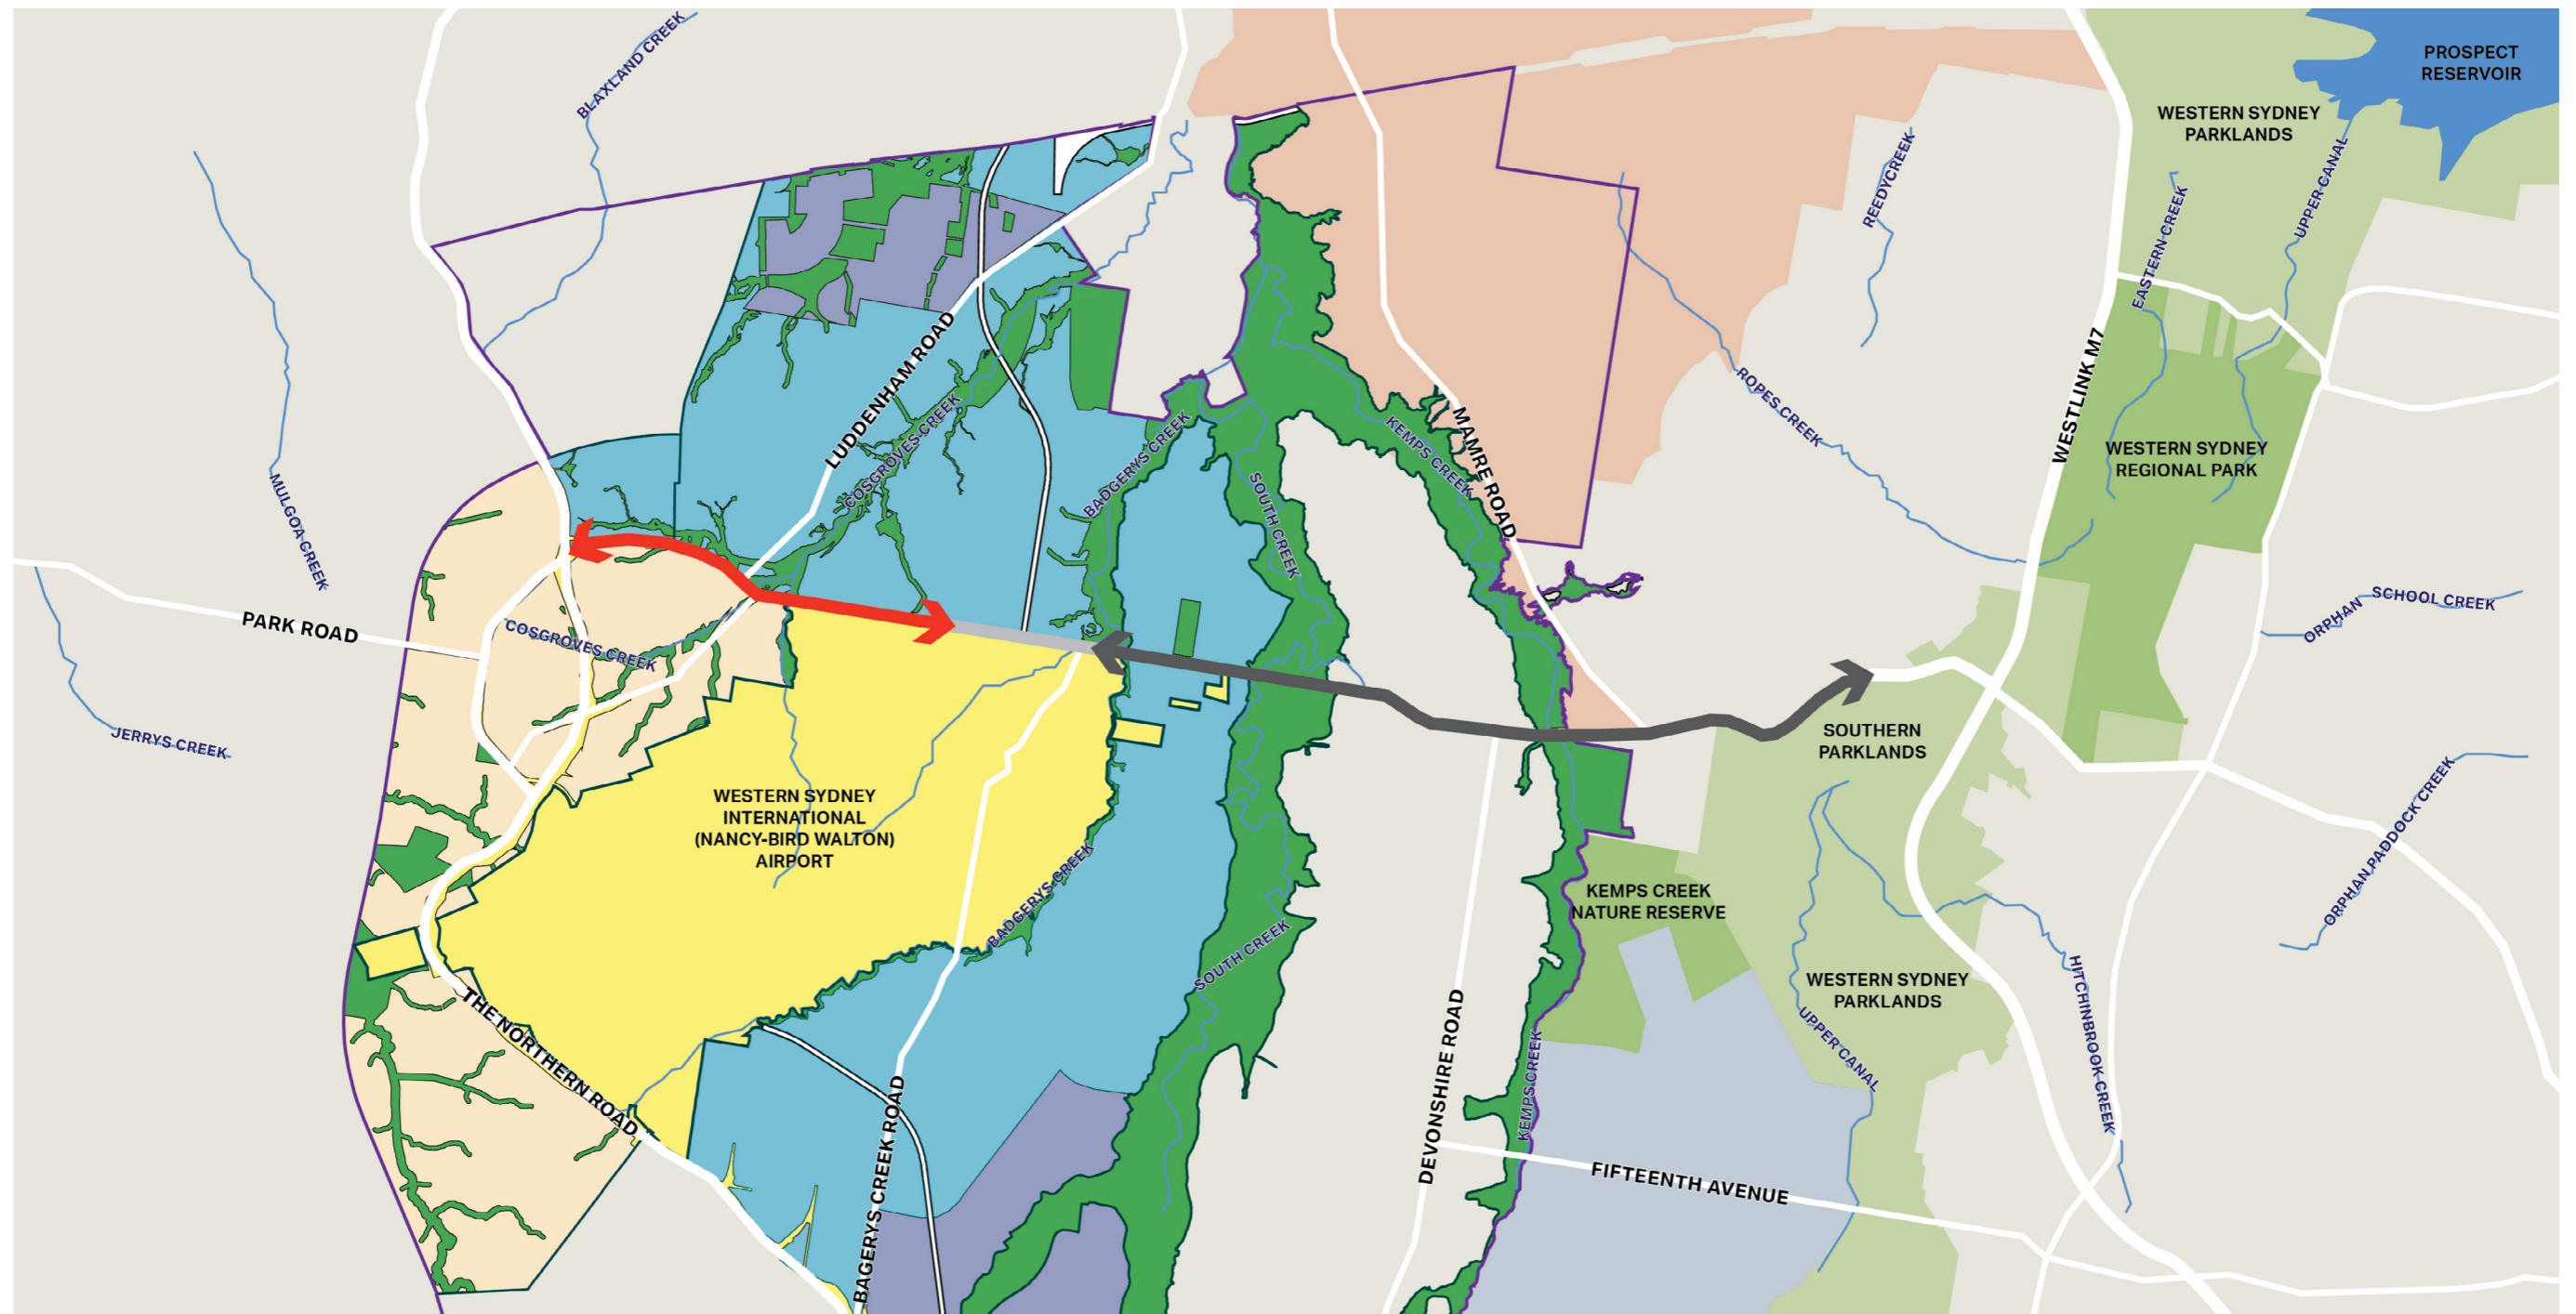 BLAXLAND CREEK
PROSPECT
RESERVOIR
WESTERN SYDNEY
PARKLANDS
REEDYCREEK
UPPER CANAL
EASTERN CREEK
LUDDENHAM ROAD
COSGROVES CREEK
ROPES CREEK
WESTLINK M7
WESTERN SYDNEY
REGIONAL PARK
MULGOA CREEK
BADGERYS CREEK
SOUTH CREEK
KEMPS CREEK
MAMRE ROAD
PARK ROAD
COSGROVES CREEK
ORPHAN SCHOOL CREEK
JERRYS CREEK
SOUTHERN
PARKLANDS
WESTERN SYDNEY
INTERNATIONAL
(NANCY-BIRD WALTON)
AIRPORT
BADGERYS CREEK
ORPHAN PADDOCK CREEK
KEMPS CREEK
NATURE RESERVE
SOUTH CREEK
WESTERN SYDNEY
PARKLANDS
THE NORTHERN ROAD
UPPER CANAL
HITCHINBROOK CREEK
DEVONSHIRE ROAD
KEMPS CREEK
BAGERYS CREEK ROAD
FIFTEENTH AVENUE